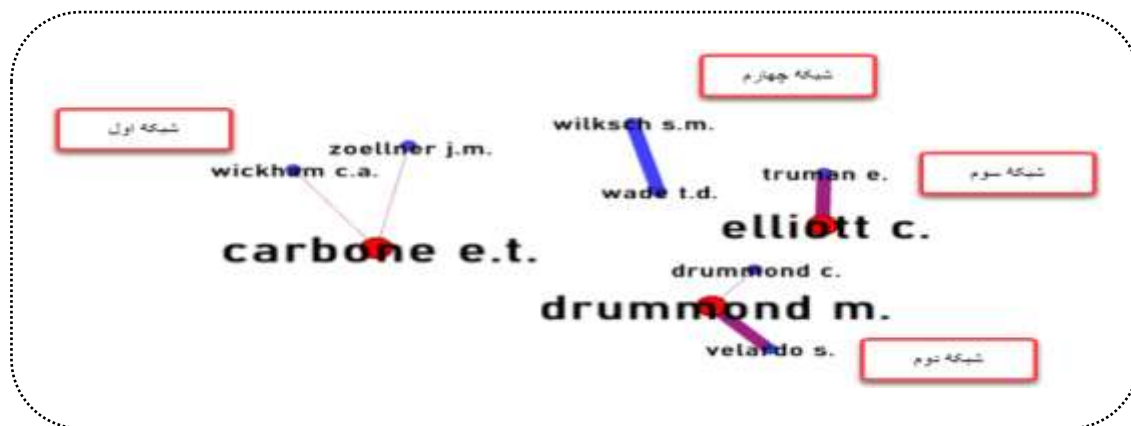 شبکه چهارم
شبکه اول
wilksch s.m.
zoellner j.m.
wickham c.a.
truman e.
شبکه سوم
wade t.d.
elliott c.
carbone e.t.
drummond c.
drummond m.
velardo s.
شبکه دوم